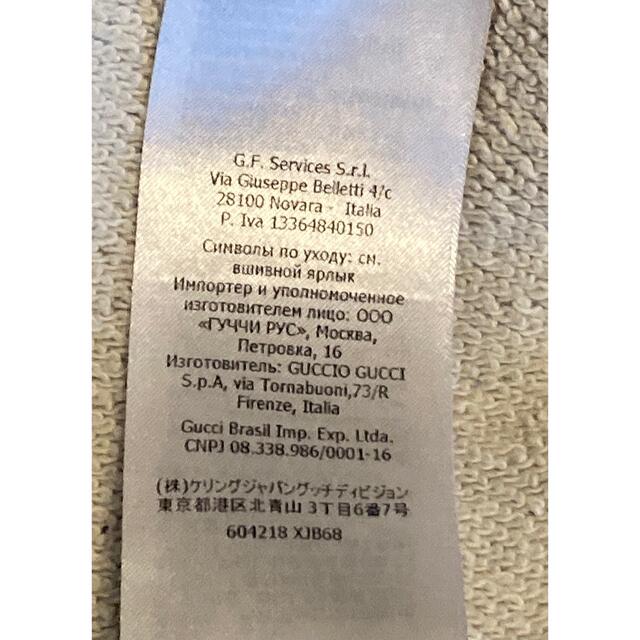 G.F. Services S.r.l.
Via Giuseppe Belletti 4/c
28100 Novara - Italia
P. Iva 13364840150
Символы по уходу: см.
вшивной ярлык
Импортер и уполномоченное
изготовителем лицо: ООО
«ГУЧЧИ РУС», Москва,
Петровка, 16
Изготовитель: GUCCIO GUCCI
S.p.A, via Tornabuoni,73/R
Firenze, Italia
Gucci Brasil Imp. Exp. Ltda.
CNPJ 08.338.986/0001-16
(株)ケリングジャパングッチディビジョン
東京都港区北青山3丁目6番7号
604218 XJB68